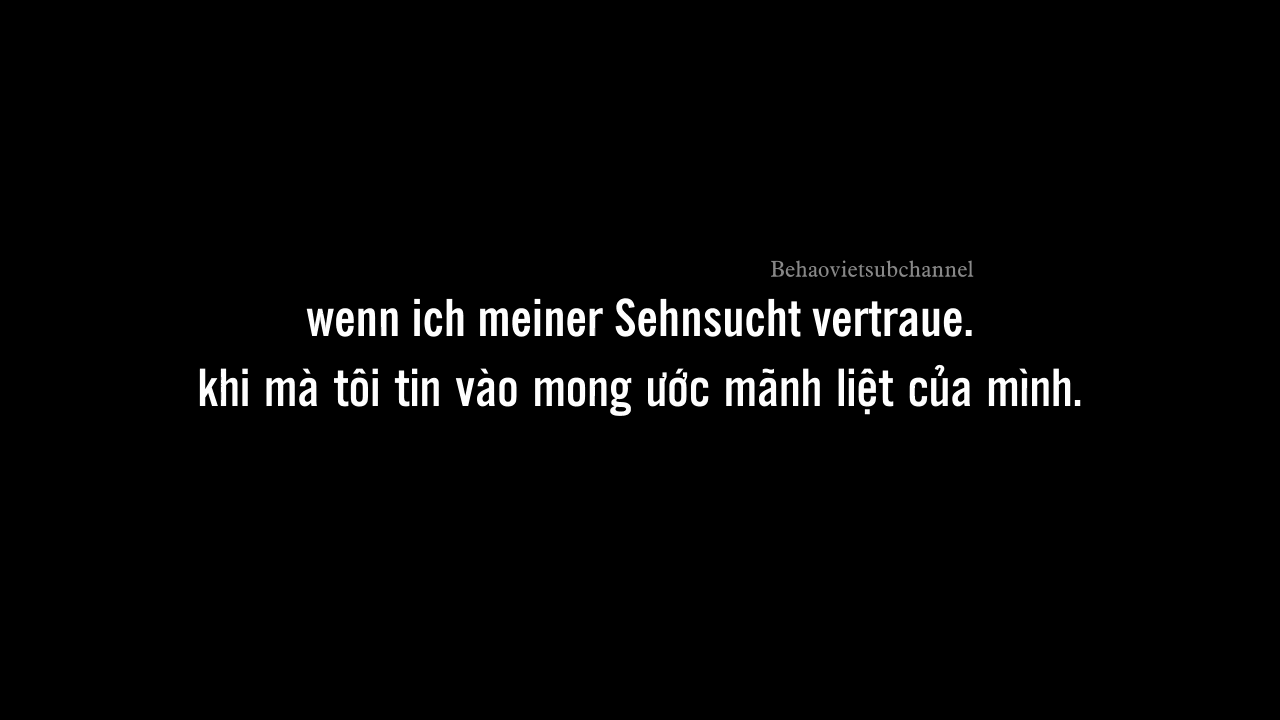 Behaovietsubchannel
wenn ich meiner Sehnsucht vertraue.
khi mà tôi tin vào mong ước mãnh liệt của mình.